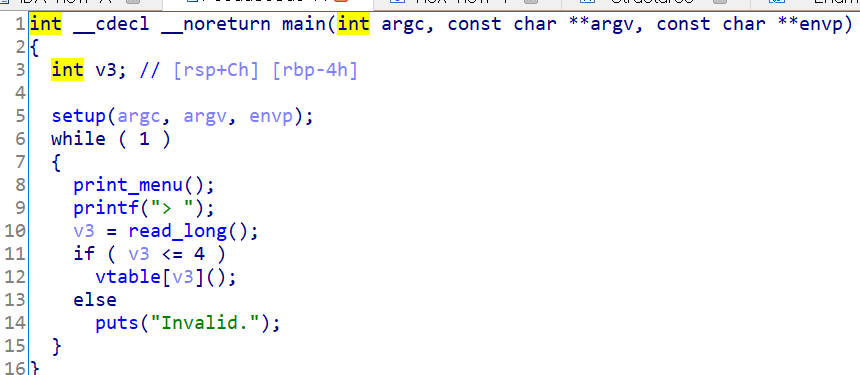 1 int __cdecl __noreturn main(int argc, const char **argv, const char **envp)
2 {
3   int v3; // [rsp+Ch] [rbp-4h]
4
5   setup(argc, argv, envp);
6   while ( 1 )
7   {
8     print_menu();
9     printf("> ");
10     v3 = read_long();
11     if ( v3 <= 4 )
12       vtable[v3]();
13     else
14       puts("Invalid.");
15   }
16 }